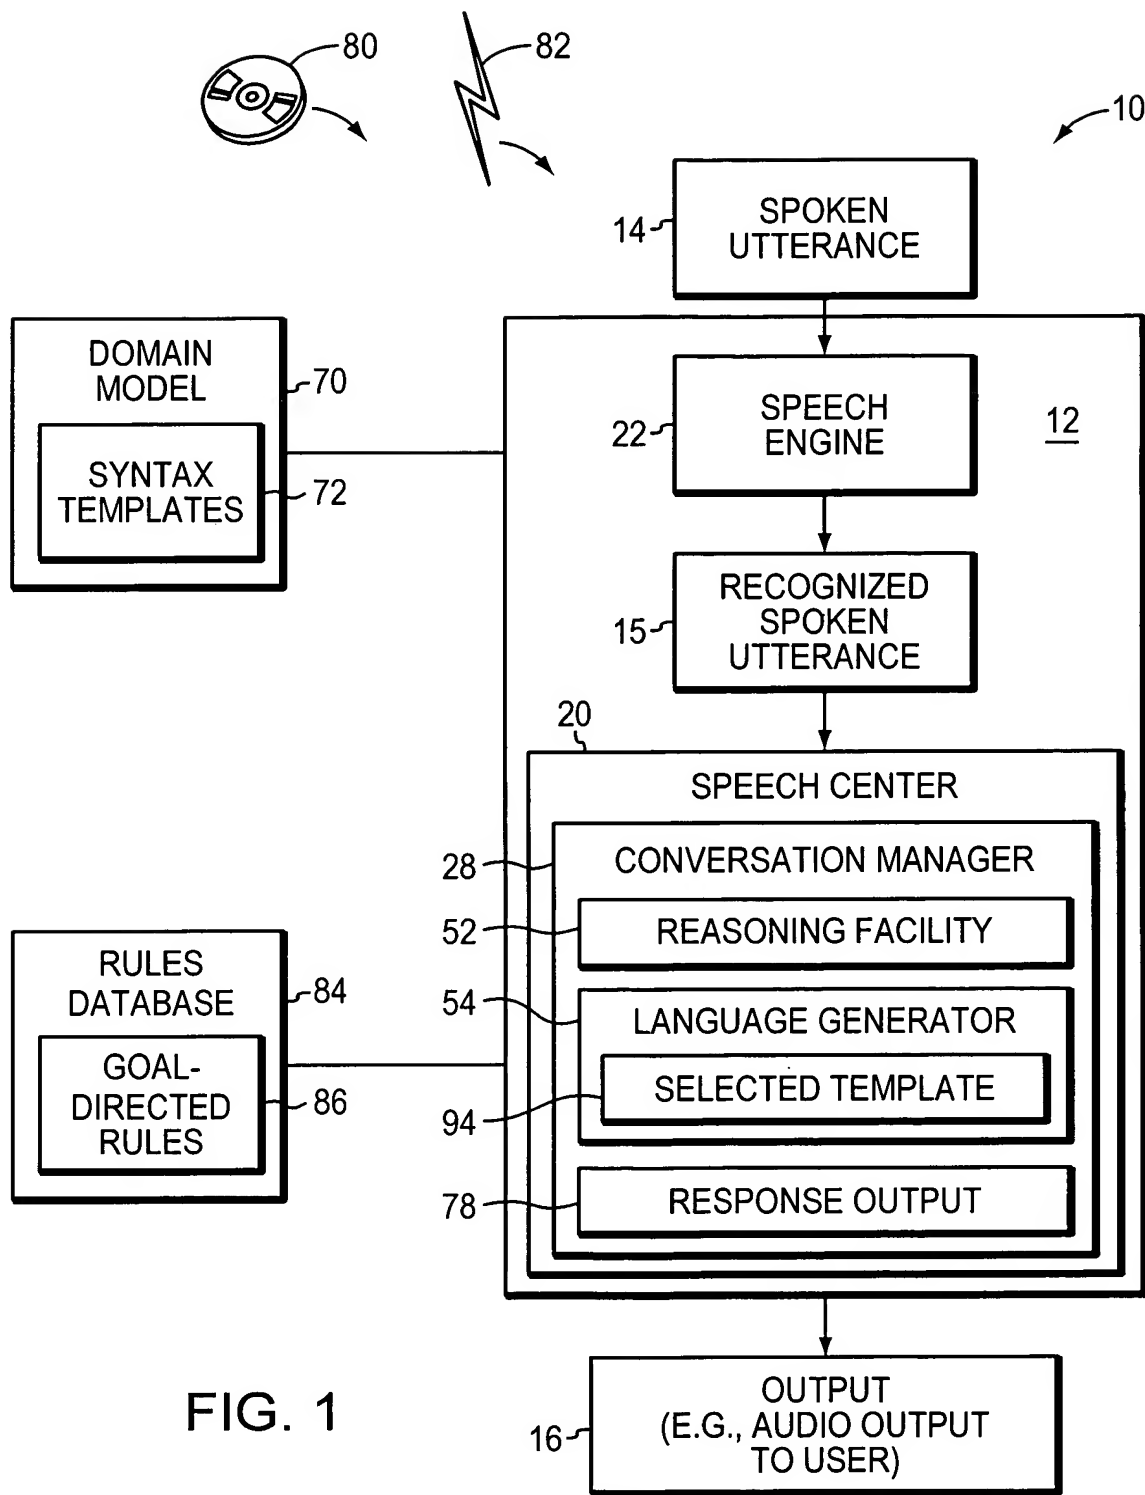 80
82
10
SPOKEN
UTTERANCE
14
DOMAIN
MODEL
70
SYNTAX
TEMPLATES
72
SPEECH
ENGINE
22
12
RECOGNIZED
SPOKEN
UTTERANCE
15
20
SPEECH CENTER
28
CONVERSATION MANAGER
52
REASONING FACILITY
54
LANGUAGE GENERATOR
SELECTED TEMPLATE
94
78
RESPONSE OUTPUT
RULES
DATABASE
84
GOAL-
DIRECTED
RULES
86
OUTPUT
(E.G., AUDIO OUTPUT
TO USER)
16
FIG. 1